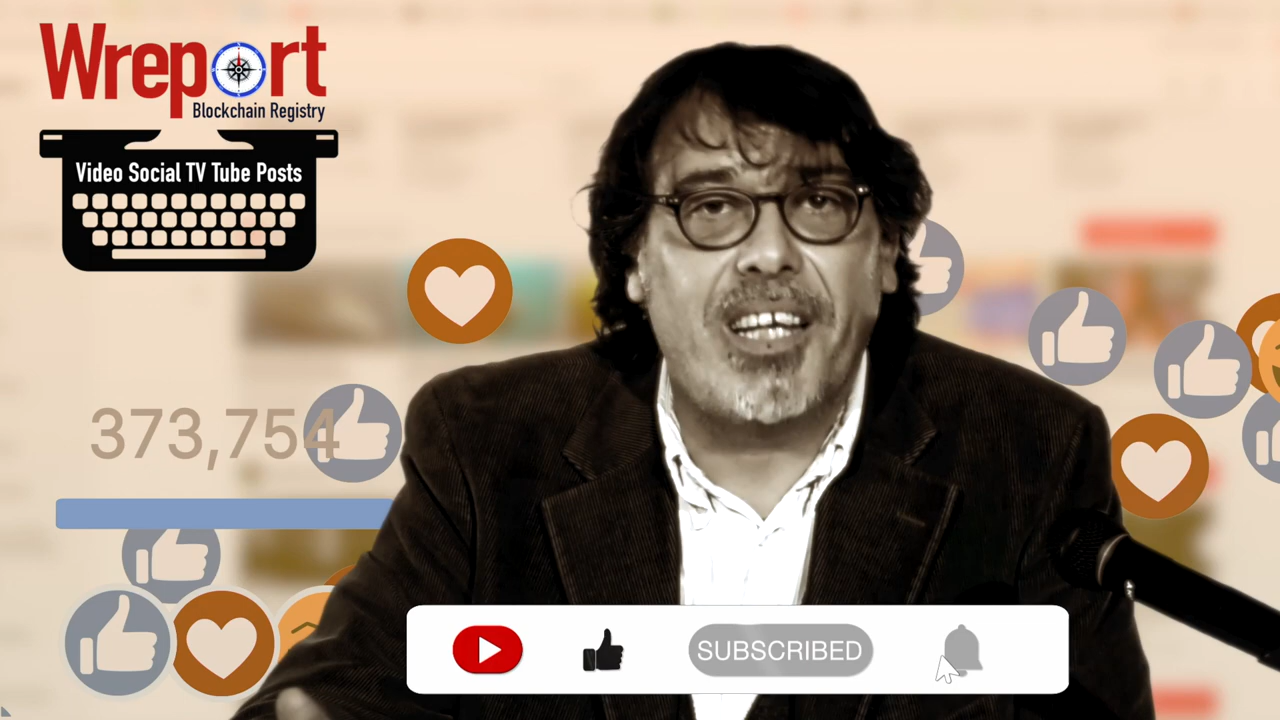 Wreport
Blockchain Registry
Video Social TV Tube Posts
373,754
SUBSCRIBED